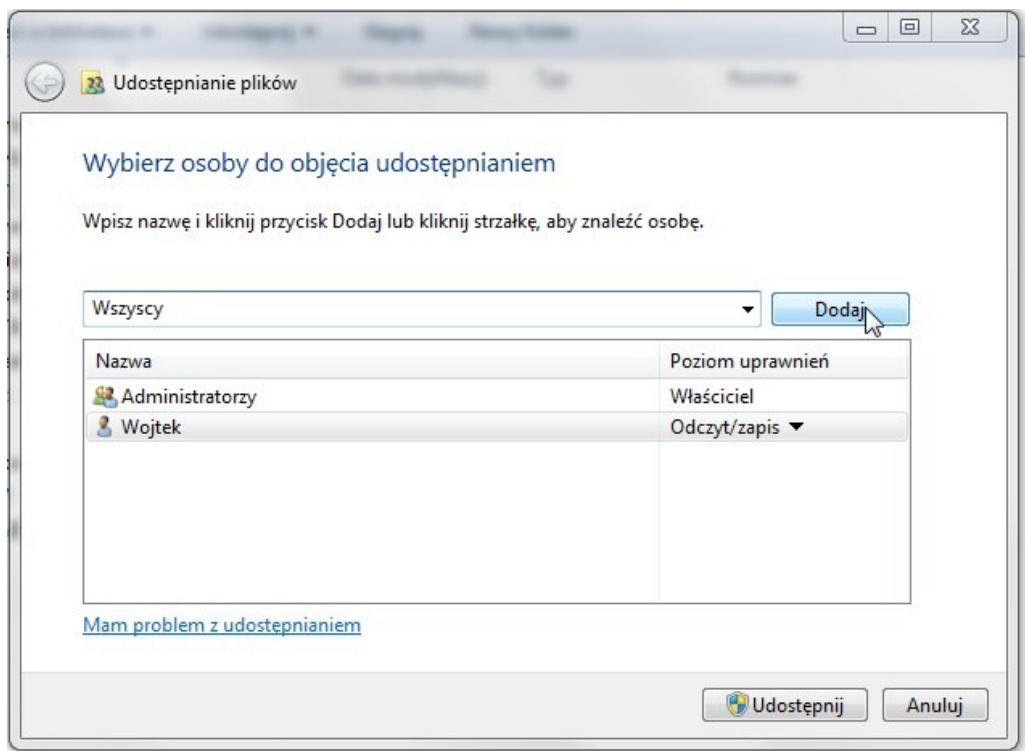 Udostępnianie plików
Wybierz osoby do objęcia udostępnianiem
Wpisz nazwę i kliknij przycisk Dodaj lub kliknij strzałkę, aby znaleźć osobę.
Wszyscy Dodaj
Nazwa Poziom uprawnień
Administratorzy Właściciel
Wojtek Odczyt/zapis
Mam problem z udostępnianiem
Udostępnij Anuluj